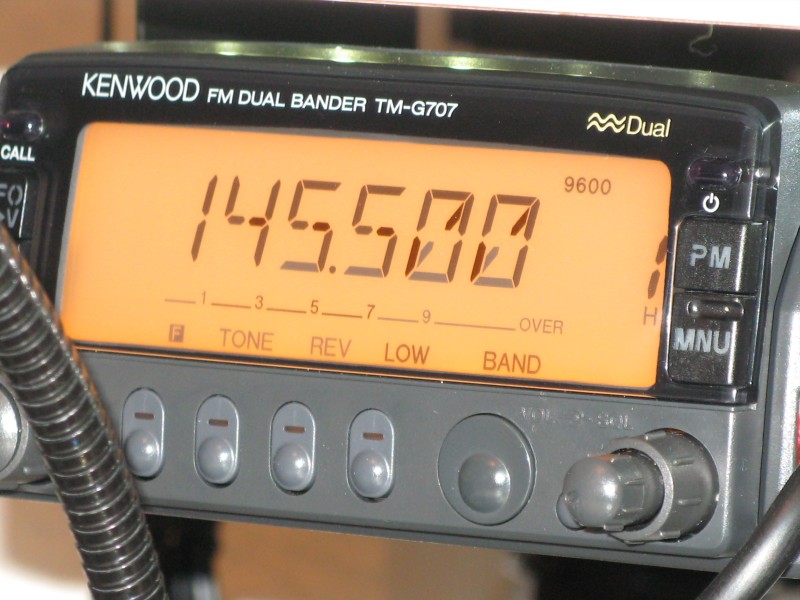 KENWOOD FM DUAL BANDER TM-G707
Dual
CALL
9600
145.500
PM
1 3 5 7 9 OVER
H
MNU
F TONE REV LOW BAND